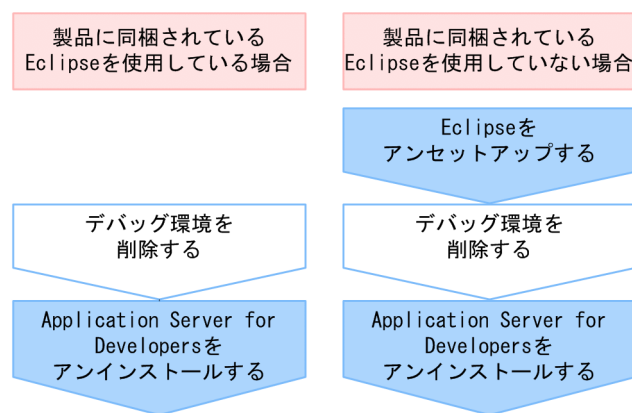 製品に同梱されている
Eclipseを使用している場合
製品に同梱されている
Eclipseを使用していない場合
Eclipseを
アンセットアップする
デバッグ環境を
削除する
デバッグ環境を
削除する
Application Server for
Developersを
アンインストールする
Application Server for
Developersを
アンインストールする